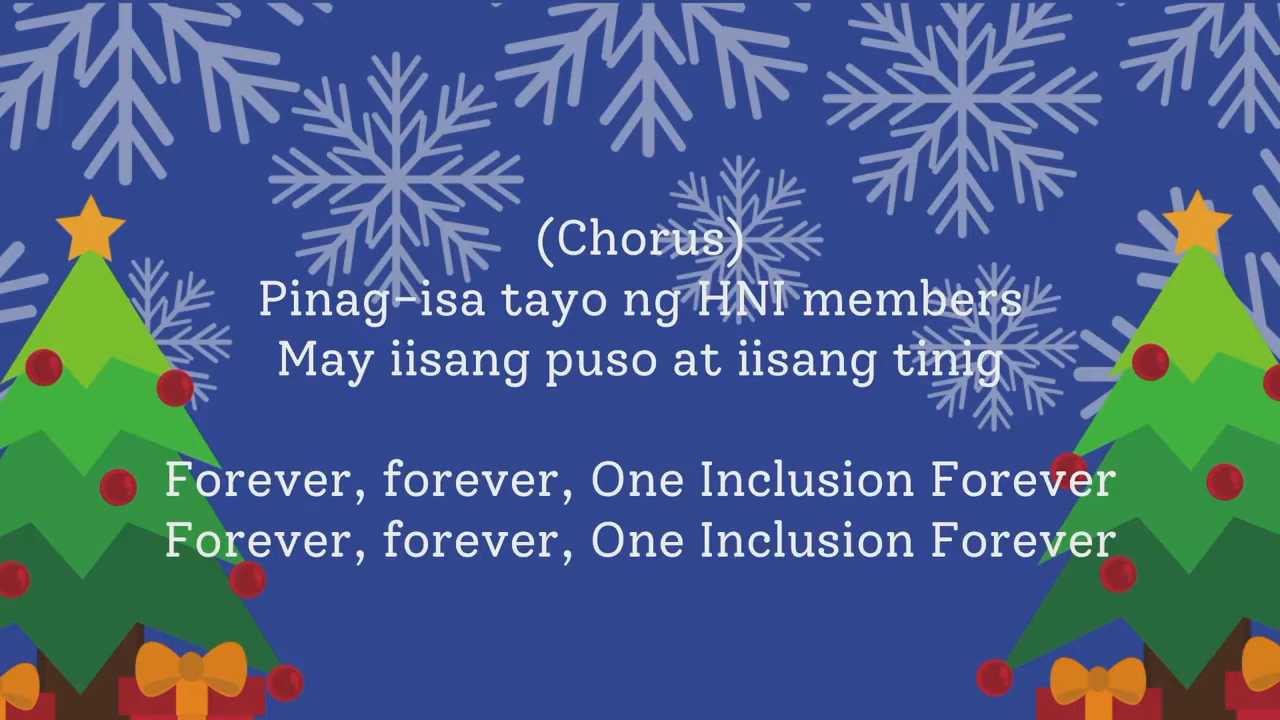 (Chorus)
Pinag-isa tayo ng HNI members
May iisang puso at iisang tinig
Forever, forever, One Inclusion Forever
Forever, forever, One Inclusion Forever